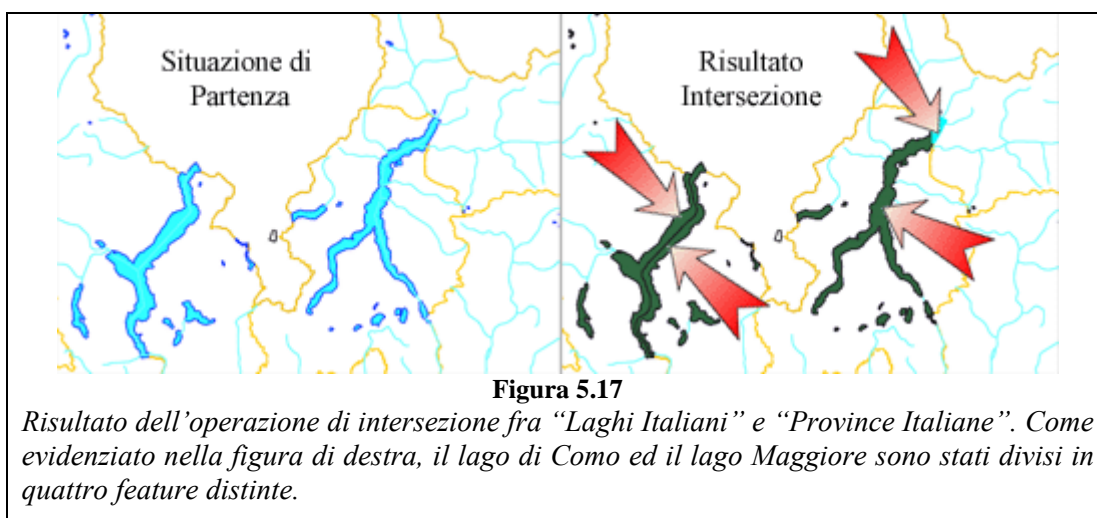 Situazione di
Partenza
Risultato
Intersezione
Figura 5.17
Risultato dell’operazione di intersezione fra “Laghi Italiani” e “Province Italiane”. Come
evidenziato nella figura di destra, il lago di Como ed il lago Maggiore sono stati divisi in
quattro feature distinte.